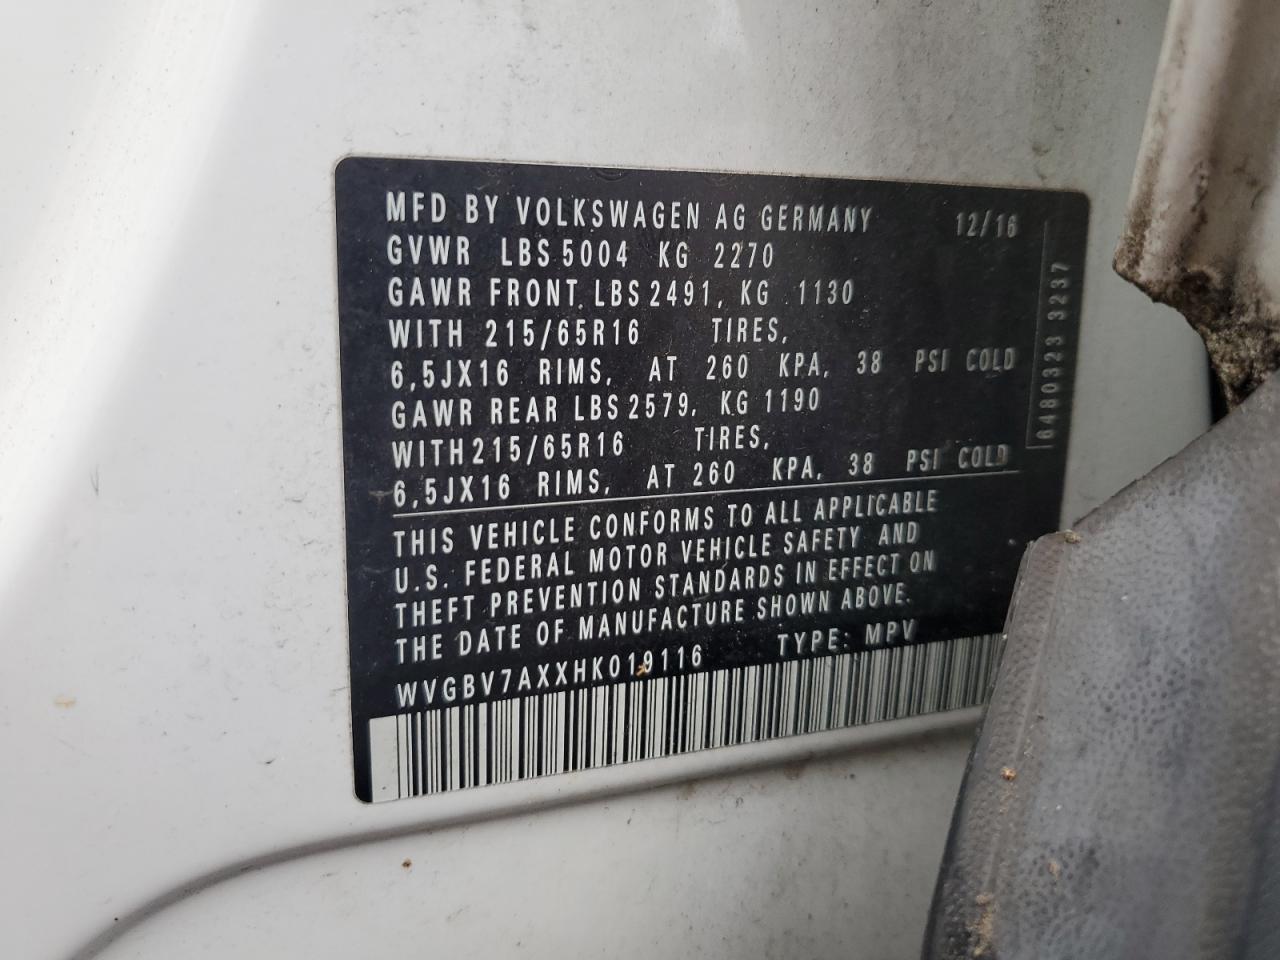 MFD BY VOLKSWAGEN AG GERMANY 12/16
GVWR LBS 5004 KG 2270
GAWR FRONT LBS 2491, KG 1130
WITH 215/65R16 TIRES,
6,5JX16 RIMS, AT 260 KPA, 38 PSI COLD
GAWR REAR LBS 2579, KG 1190
WITH 215/65R16 TIRES,
6,5JX16 RIMS, AT 260 KPA, 38 PSI COLD
THIS VEHICLE CONFORMS TO ALL APPLICABLE
U.S. FEDERAL MOTOR VEHICLE SAFETY AND
THEFT PREVENTION STANDARDS IN EFFECT ON
THE DATE OF MANUFACTURE SHOWN ABOVE.
WVGBV7AXXHK019116 TYPE: MPV
6480323 3237